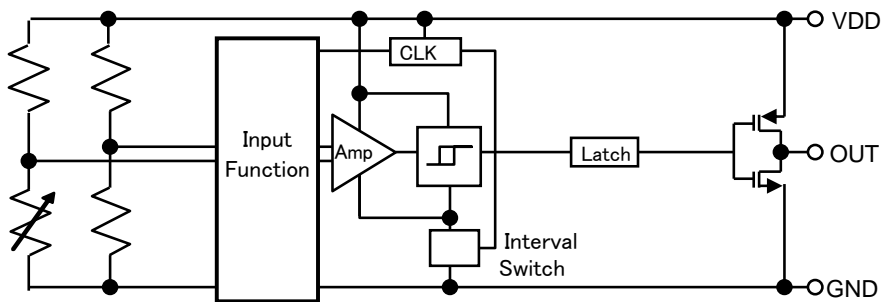 VDD
CLK
Input
Function
Amp
Latch
OUT
Interval
Switch
GND